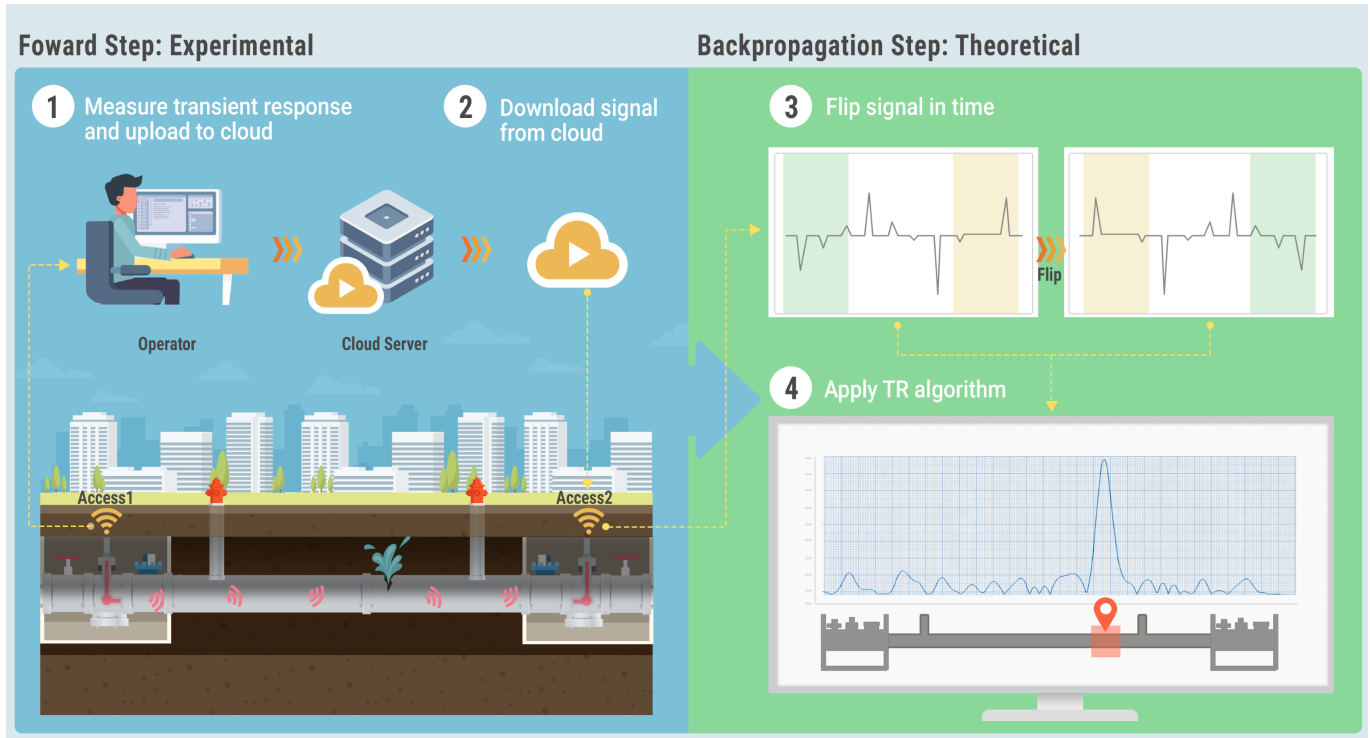 Foward Step: Experimental
Backpropagation Step: Theoretical
1
Measure transient response
and upload to cloud
2
Download signal
from cloud
3
Flip signal in time
Operator
Cloud Server
Flip
4
Apply TR algorithm
Access1
Access2